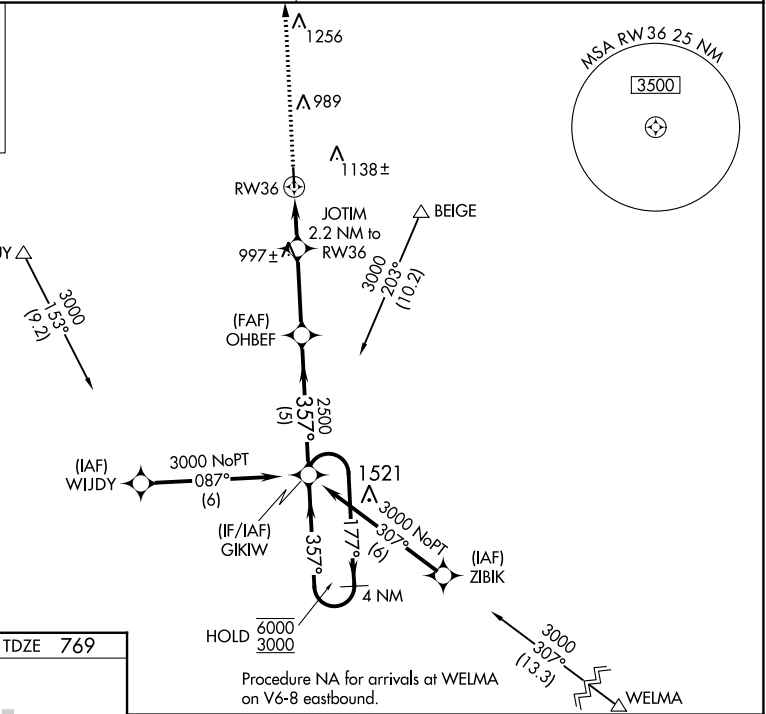 1256
MSA RW36 25 NM
3500
989
1138±
RW36
BEIGE
JOTIM
2.2 NM to
RW36
997±
Y
3000
153°
(9.2)
3000
203°
(10.2)
(FAF)
OHBEF
2500
357°
(5)
(IAF)
WIJDY
3000 NoPT
087°
(6)
1521
3000 NoPT
307°
(6)
(IF/IAF)
GIKIW
357°
177°
(IAF)
ZIBIK
4 NM
HOLD 6000
3000
3000
307°
(13.3)
WELMA
TDZE 769
Procedure NA for arrivals at WELMA
on V6-8 eastbound.